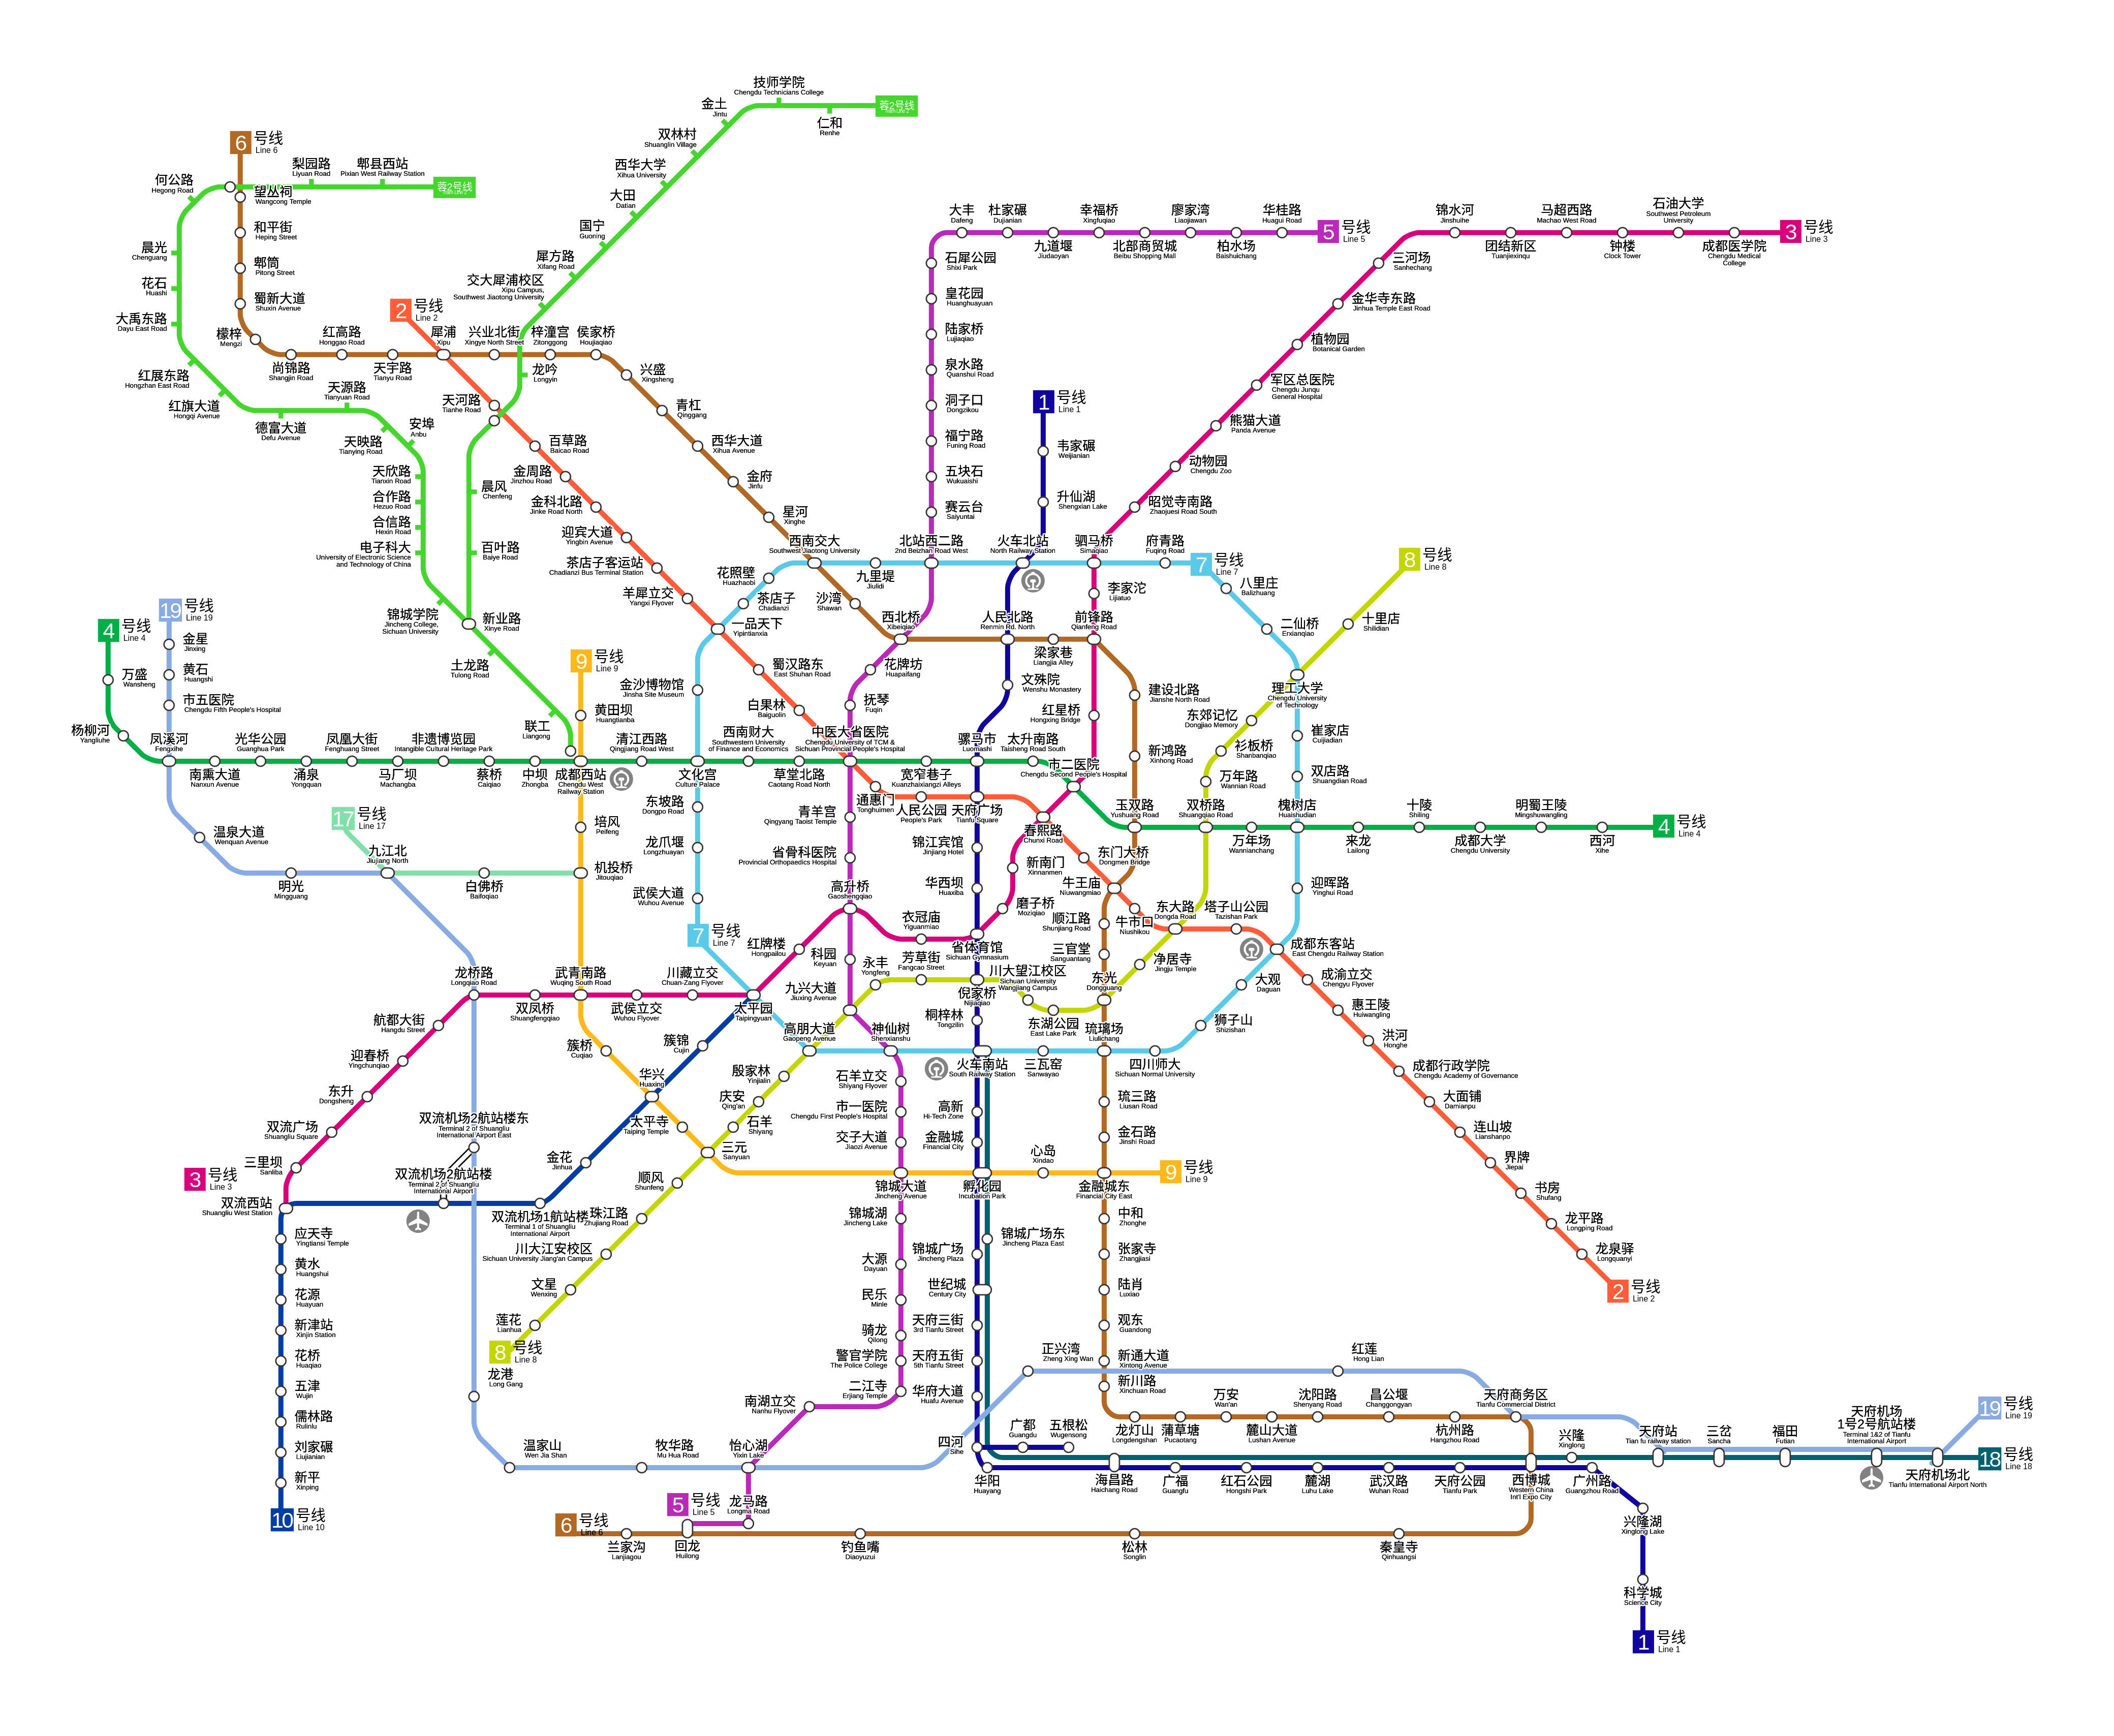 技师学院
Chengdu Technicians College
金土
Jintu
蓉2号线
仁和
Renhe
6
号线
Line 6
双林村
Shuanglin Village
梨园路
Liyuan Road
郫县西站
Pixian West Railway Station
西华大学
Xihua University
何公路
Hegong Road
蓉2号线
望丛祠
Wangcong Temple
大田
Datian
和平街
Heping Street
国宁
Guoning
晨光
Chenguang
郫筒
Pitong Street
犀方路
Xifang Road
花石
Huashi
交大犀浦校区
Xipu Campus,
Southwest Jiaotong University
蜀新大道
Shuxin Avenue
大禹东路
Dayu East Road
檬梓
Mengzi
2
号线
Line 2
红高路
Honggao Road
犀浦
Xipu
兴业北街
Xingye North Street
梓潼宫
Zitonggong
侯家桥
Houjiaqiao
尚锦路
Shangjin Road
天宇路
Tianyu Road
龙吟
Longyin
兴盛
Xingsheng
红展东路
Hongzhan East Road
天源路
Tianyuan Road
红旗大道
Hongqi Avenue
德富大道
Defu Avenue
天映路
Tianying Road
安埠
Anbu
天河路
Tianhe Road
青杠
Qinggang
百草路
Baicao Road
西华大道
Xihua Avenue
天欣路
Tianxin Road
金周路
Jinzhou Road
金府
Jinfu
合作路
Hezuo Road
晨风
Chenfeng
金科北路
Jinke Road North
星河
Xinghe
合信路
Hexin Road
迎宾大道
Yingbin Avenue
电子科大
University of Electronic Science
and Technology of China
百叶路
Baiye Road
茶店子客运站
Chadianzi Bus Terminal Station
西南交大
Southwest Jiaotong University
花照壁
Huazhaobi
九里堤
Jiulidi
羊犀立交
Yangxi Flyover
茶店子
Chadianzi
沙湾
Shawan
锦城学院
Jincheng College,
Sichuan University
新业路
Xinye Road
一品天下
Yipintianxia
土龙路
Tulong Road
联工
Liangong
大丰
Dafeng
杜家碾
Dujianian
幸福桥
Xingfuqiao
廖家湾
Liaojiawan
华桂路
Huagui Road
5
号线
Line 5
九道堰
Jiudaoyan
北部商贸城
Beibu Shopping Mall
柏水场
Baishuichang
石犀公园
Shixi Park
皇花园
Huanghuayuan
陆家桥
Lujiaqiao
泉水路
Quanshui Road
洞子口
Dongzikou
福宁路
Funing Road
五块石
Wukuaishi
赛云台
Saiyuntai
北站西二路
2nd Beizhan Road West
西北桥
Xibeiqiao
花牌坊
Huapaifang
抚琴
Fuqin
1
号线
Line 1
韦家碾
Weijianian
升仙湖
Shengxian Lake
火车北站
North Railway Station
人民北路
Renmin Rd. North
梁家巷
Liangjia Alley
文殊院
Wenshu Monastery
锦水河
Jinshuihe
马超西路
Machao West Road
石油大学
Southwest Petroleum
University
3
号线
Line 3
团结新区
Tuanjiexinqu
钟楼
Clock Tower
成都医学院
Chengdu Medical
College
三河场
Sanhechang
金华寺东路
Jinhua Temple East Road
植物园
Botanical Garden
军区总医院
Chengdu Junqu
General Hospital
熊猫大道
Panda Avenue
动物园
Chengdu Zoo
昭觉寺南路
Zhaojuesi Road South
驷马桥
Simaqiao
府青路
Fuqing Road
7
号线
Line 7
李家沱
Lijiatuo
前锋路
Qianfeng Road
红星桥
Hongxing Bridge
八里庄
Balizhuang
二仙桥
Erxianqiao
8
号线
Line 8
十里店
Shilidian
理工大学
Chengdu University
of Technology
建设北路
Jianshe North Road
东郊记忆
Dongjiao Memory
崔家店
Cuijiadian
新鸿路
Xinhong Road
杉板桥
Shanbanqiao
万年路
Wannian Road
双店路
Shuangdian Road
4
号线
Line 4
19
号线
Line 19
金星
Jinxing
黄石
Huangshi
万盛
Wansheng
市五医院
Chengdu Fifth People's Hospital
杨柳河
Yangliuhe
凤溪河
Fengxihe
光华公园
Guanghua Park
凤凰大街
Fenghuang Street
非遗博览园
Intangible Cultural Heritage Park
南熏大道
Nanxun Avenue
涌泉
Yongquan
马厂坝
Machangba
蔡桥
Caiqiao
中坝
Zhongba
成都西站
Chengdu West
Railway Station
9
号线
Line 9
黄田坝
Huangtianba
金沙博物馆
Jinsha Site Museum
蜀汉路东
East Shuhan Road
清江西路
Qingjiang Road West
西南财大
Southwestern University
of Finance and Economics
白果林
Baiguolin
中医大省医院
Chengdu University of TCM &
Sichuan Provincial People's Hospital
文化宫
Culture Palace
草堂北路
Caotang Road North
宽窄巷子
Kuanzhaixiangzi Alleys
骡马市
Luomashi
太升南路
Taisheng Road South
市二医院
Chengdu Second People's Hospital
通惠门
Tonghuimen
人民公园
People's Park
天府广场
Tianfu Square
春熙路
Chunxi Road
玉双路
Yushuang Road
双桥路
Shuangqiao Road
万年场
Wannianchang
槐树店
Huaishudian
来龙
Lailong
十陵
Shiling
成都大学
Chengdu University
明蜀王陵
Mingshuwangling
西河
Xihe
4
号线
Line 4
17
号线
Line 17
温泉大道
Wenquan Avenue
九江北
Jiujiang North
明光
Mingguang
白佛桥
Baifoqiao
培风
Peifeng
机投桥
Jitouqiao
东坡路
Dongpo Road
龙爪堰
Longzhuayan
武侯大道
Wuhou Avenue
7
号线
Line 7
青羊宫
Qingyang Taoist Temple
省骨科医院
Provincial Orthopaedics Hospital
高升桥
Gaoshengqiao
锦江宾馆
Jinjiang Hotel
华西坝
Huaxiba
衣冠庙
Yiguanmiao
省体育馆
Sichuan Gymnasium
新南门
Xinnanmen
磨子桥
Moziqiao
东门大桥
Dongmen Bridge
牛王庙
Niuwangmiao
牛市口
Niushikou
东大路
Dongda Road
塔子山公园
Tazishan Park
迎晖路
Yinghui Road
成都东客站
East Chengdu Railway Station
顺江路
Shunjiang Road
三官堂
Sanguantang
净居寺
Jingju Temple
大观
Daguan
狮子山
Shizishan
成渝立交
Chengyu Flyover
惠王陵
Huiwangling
洪河
Honghe
成都行政学院
Chengdu Academy of Governance
大面铺
Damianpu
连山坡
Lianshanpo
界牌
Jiepai
书房
Shufang
龙平路
Longping Road
龙泉驿
Longquanyi
2
号线
Line 2
龙桥路
Longqiao Road
双凤桥
Shuangfengqiao
武青南路
Wuqing South Road
武侯立交
Wuhou Flyover
川藏立交
Chuan-Zang Flyover
红牌楼
Hongpailou
太平园
Taipingyuan
科园
Keyuan
九兴大道
Jiuxing Avenue
永丰
Yongfeng
芳草街
Fangcao Street
倪家桥
Nijiaqiao
川大望江校区
Sichuan University
Wangjiang Campus
东湖公园
East Lake Park
东光
Dongguang
桐梓林
Tongzilin
高朋大道
Gaopeng Avenue
神仙树
Shenxianshu
火车南站
South Railway Station
三瓦窑
Sanwayao
琉璃场
Liulichang
四川师大
Sichuan Normal University
航都大街
Hangdu Street
迎春桥
Yingchunqiao
东升
Dongsheng
双流广场
Shuangliu Square
三里坝
Sanliba
3
号线
Line 3
双流西站
Shuangliu West Station
簇桥
Cuqiao
簇锦
Cujin
华兴
Huaxing
太平寺
Taiping Temple
金花
Jinhua
双流机场2航站楼东
Terminal 2 of Shuangliu
International Airport East
双流机场2航站楼
Terminal 2 of Shuangliu
International Airport
双流机场1航站楼
Terminal 1 of Shuangliu
International Airport
殷家林
Yinjialin
庆安
Qing'an
石羊
Shiyang
三元
Sanyuan
顺风
Shunfeng
珠江路
Zhujiang Road
川大江安校区
Sichuan University Jiang'an Campus
文星
Wenxing
莲花
Lianhua
8
号线
Line 8
石羊立交
Shiyang Flyover
市一医院
Chengdu First People's Hospital
交子大道
Jiaozi Avenue
锦城大道
Jincheng Avenue
锦城湖
Jincheng Lake
大源
Dayuan
民乐
Minle
骑龙
Qilong
警官学院
The Police College
二江寺
Erjiang Temple
南湖立交
Nanhu Flyover
高新
Hi-Tech Zone
金融城
Financial City
孵化园
Incubation Park
心岛
Xindao
金融城东
Financial City East
9
号线
Line 9
锦城广场
Jincheng Plaza
锦城广场东
Jincheng Plaza East
世纪城
Century City
天府三街
3rd Tianfu Street
天府五街
5th Tianfu Street
华府大道
Huafu Avenue
四河
Sihe
广都
Guangdu
五根松
Wugensong
华阳
Huayang
琉三路
Liusan Road
金石路
Jinshi Road
中和
Zhonghe
张家寺
Zhangjiasi
陆肖
Luxiao
观东
Guandong
新通大道
Xintong Avenue
新川路
Xinchuan Road
应天寺
Yingtiansi Temple
黄水
Huangshui
花源
Huayuan
新津站
Xinjin Station
花桥
Huaqiao
五津
Wujin
儒林路
Rulinlu
刘家碾
Liujianian
新平
Xinping
10
号线
Line 10
龙港
Long Gang
温家山
Wen Jia Shan
牧华路
Mu Hua Road
怡心湖
Yixin Lake
正兴湾
Zheng Xing Wan
红莲
Hong Lian
龙灯山
Longdengshan
蒲草塘
Pucaotang
万安
Wan'an
麓山大道
Lushan Avenue
沈阳路
Shenyang Road
昌公堰
Changgongyan
杭州路
Hangzhou Road
天府商务区
Tianfu Commercial District
海昌路
Haichang Road
广福
Guangfu
红石公园
Hongshi Park
麓湖
Luhu Lake
武汉路
Wuhan Road
天府公园
Tianfu Park
西博城
Western China
Int'l Expo City
兴隆
Xinglong
广州路
Guangzhou Road
天府站
Tian fu railway station
三岔
Sancha
福田
Futian
天府机场
1号2号航站楼
Terminal 1&2 of Tianfu
International Airport
天府机场北
Tianfu International Airport North
19
号线
Line 19
18
号线
Line 18
5
号线
Line 5
龙马路
Longma Road
6
号线
Line 6
兰家沟
Lanjiagou
回龙
Huilong
钓鱼嘴
Diaoyuzui
松林
Songlin
秦皇寺
Qinhuangsi
兴隆湖
Xinglong Lake
科学城
Science City
1
号线
Line 1